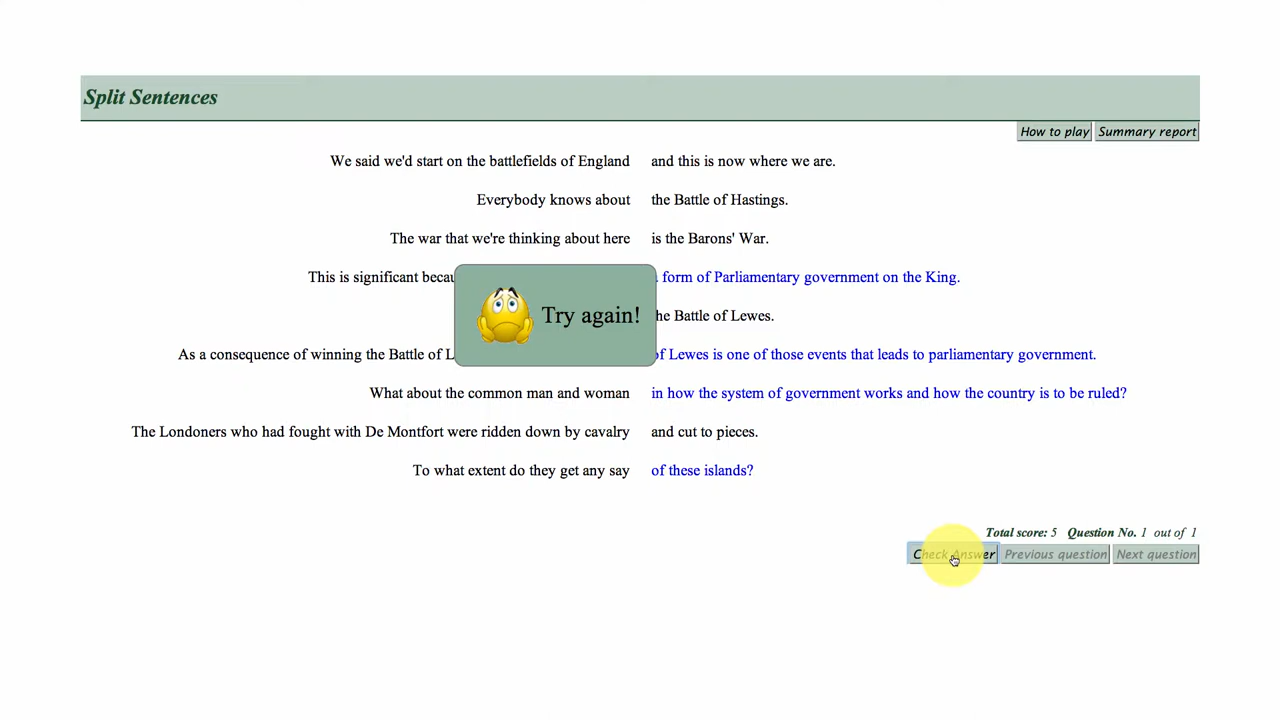 Split Sentences
How to play Summary report
We said we'd start on the battlefields of England and this is now where we are.
Everybody knows about the Battle of Hastings.
The war that we're thinking about here is the Barons' War.
This is significant form of Parliamentary government on the King.
Try again!
the Battle of Lewes.
As a consequence of winning the Battle of of Lewes is one of those events that leads to parliamentary government.
What about the common man and woman in how the system of government works and how the country is to be ruled?
The Londoners who had fought with De Montfort were ridden down by cavalry and cut to pieces.
To what extent do they get any say of these islands?
Total score: 5 Question No. 1 out of 1
Check Answer Previous question Next question